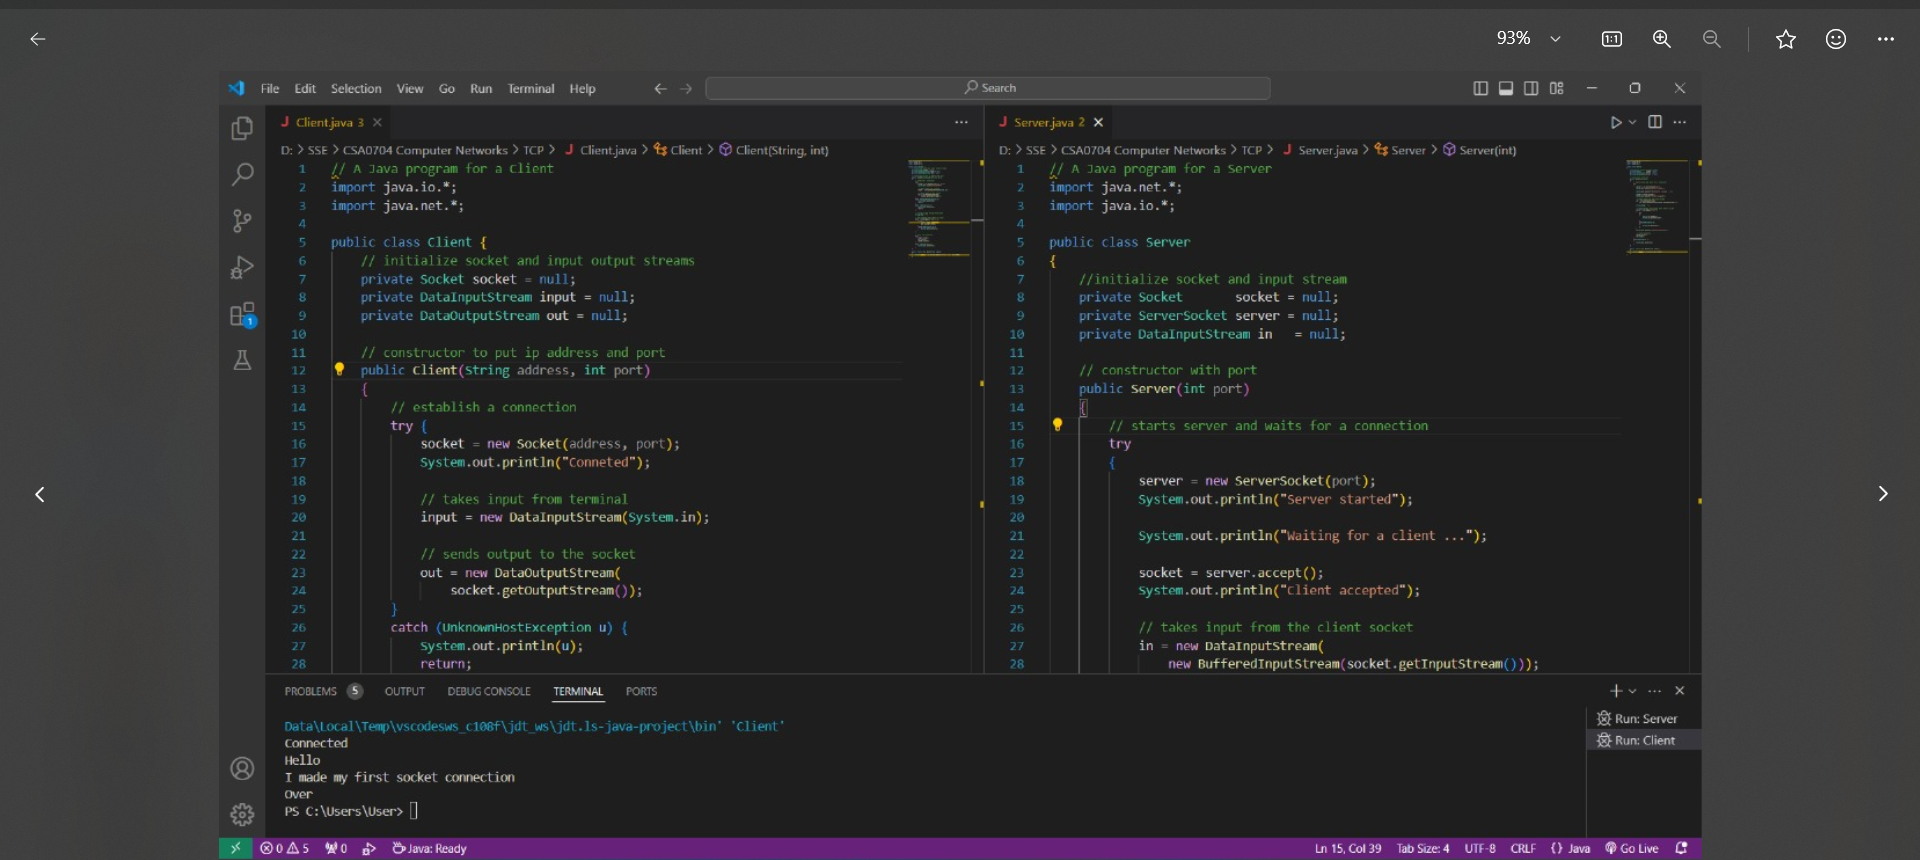 93%
File Edit Selection View Go Run Terminal Help
Search
Client.java 3
D: > SSE > CSA0704 Computer Networks > TCP > J Client.java > Client > Client(String, int)
1 // A Java program for a Client
2 import java.io.*;
3 import java.net.*;
4
5 public class Client {
6 // initialize socket and input output streams
7 private Socket socket = null;
8 private DataInputStream input = null;
9 private DataOutputStream out = null;
10
11 // constructor to put ip address and port
12 public Client(String address, int port)
13 {
14 // establish a connection
15 try {
16 socket = new Socket(address, port);
17 System.out.println("Conneted");
18
19 // takes input from terminal
20 input = new DataInputStream(System.in);
21
22 // sends output to the socket
23 out = new DataOutputStream(
24 socket.getOutputStream());
25 }
26 catch (UnknownHostException u) {
27 System.out.println(u);
28 return;
Server.java 2
D: > SSE > CSA0704 Computer Networks > TCP > J Server.java > Server > Server(int)
1 // A Java program for a Server
2 import java.net.*;
3 import java.io.*;
4
5 public class Server
6 {
7 //initialize socket and input stream
8 private Socket socket = null;
9 private ServerSocket server = null;
10 private DataInputStream in = null;
11
12 // constructor with port
13 public Server(int port)
14 {
15 // starts server and waits for a connection
16 try
17 {
18 server = new ServerSocket(port);
19 System.out.println("Server started");
20
21 System.out.println("Waiting for a client ...");
22
23 socket = server.accept();
24 System.out.println("Client accepted");
25
26 // takes input from the client socket
27 in = new DataInputStream(
28 new BufferedInputStream(socket.getInputStream()));
PROBLEMS 5 OUTPUT DEBUG CONSOLE TERMINAL PORTS
Data\Local\Temp\vscodesws_c108f\jdt_ws\jdt.ls-java-project\bin' 'Client'
Connected
Hello
I made my first socket connection
Over
PS C:\Users\User>
Run: Server
Run: Client
0 5 0 Java: Ready Ln 15, Col 39 Tab Size: 4 UTF-8 CRLF {} Java Go Live